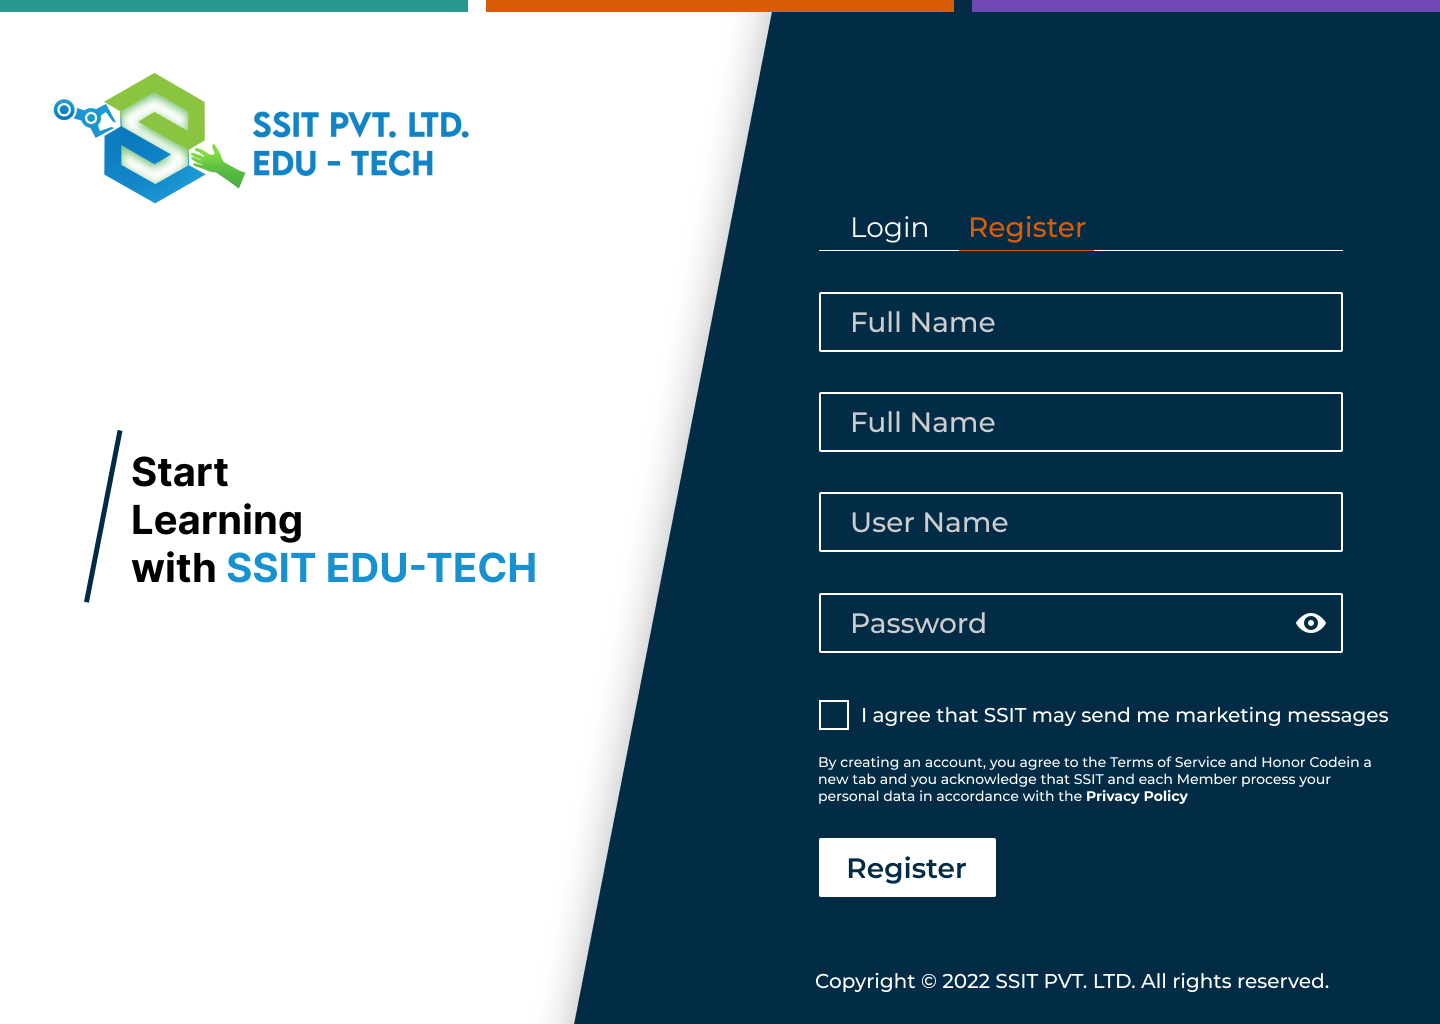 SSIT PVT. LTD.
EDU - TECH
Start
Learning
with SSIT EDU-TECH
Login Register
Full Name
Full Name
User Name
Password
I agree that SSIT may send me marketing messages
By creating an account, you agree to the Terms of Service and Honor Codein a
new tab and you acknowledge that SSIT and each Member process your
personal data in accordance with the Privacy Policy
Register
Copyright © 2022 SSIT PVT. LTD. All rights reserved.